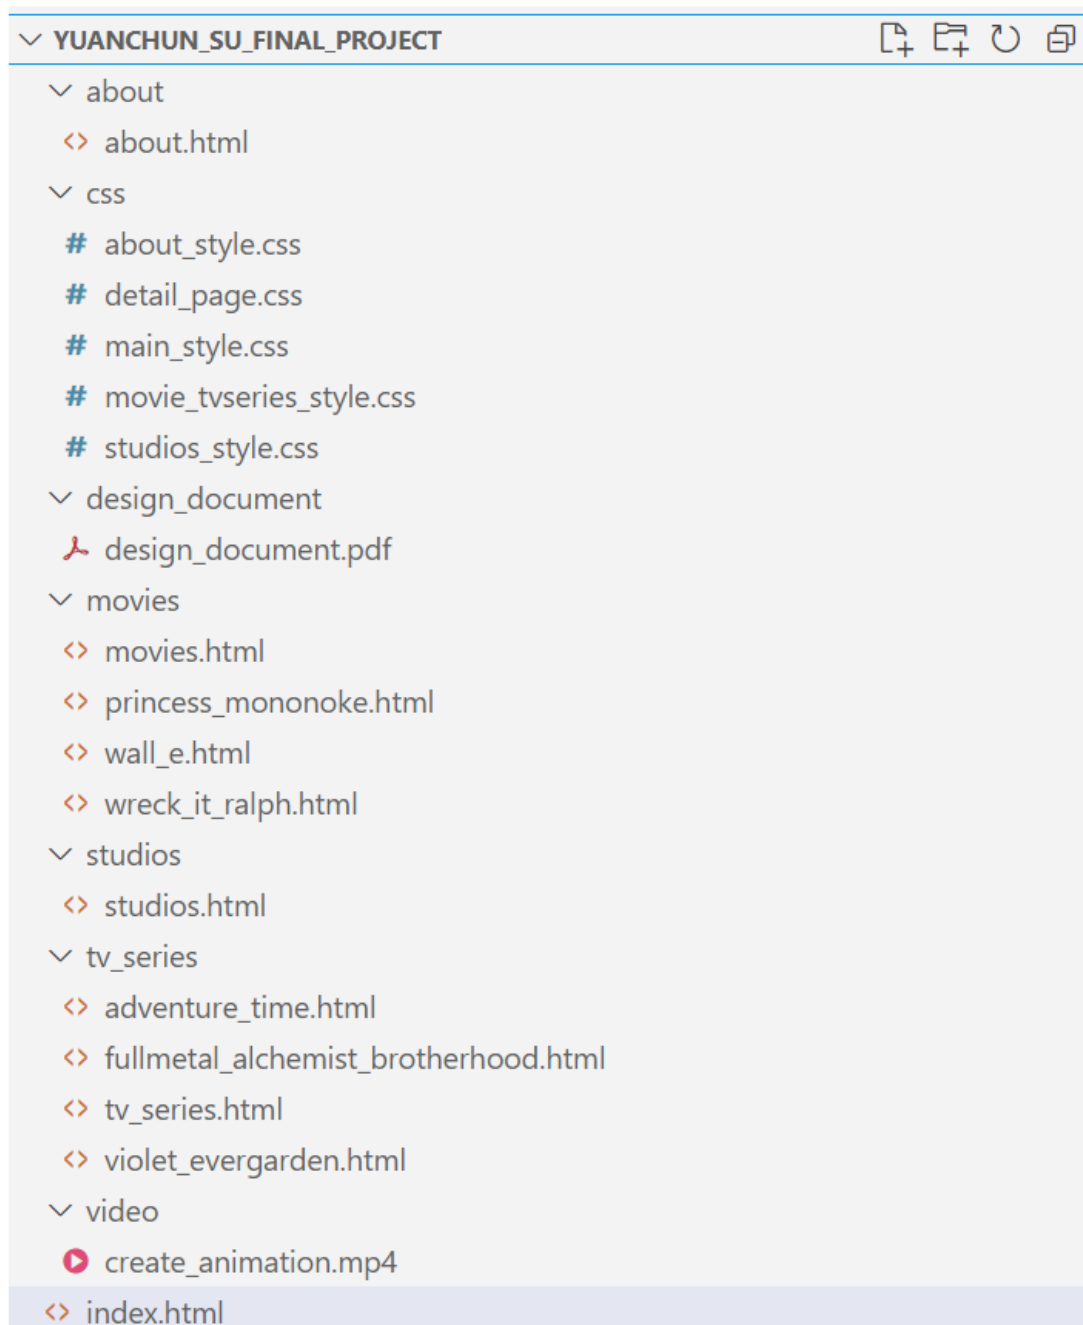 YUANCHUN_SU_FINAL_PROJECT
about
about.html
css
about_style.css
detail_page.css
main_style.css
movie_tvseries_style.css
studios_style.css
design_document
design_document.pdf
movies
movies.html
princess_mononoke.html
wall_e.html
wreck_it_ralph.html
studios
studios.html
tv_series
adventure_time.html
fullmetal_alchemist_brotherhood.html
tv_series.html
violet_evergarden.html
video
create_animation.mp4
index.html